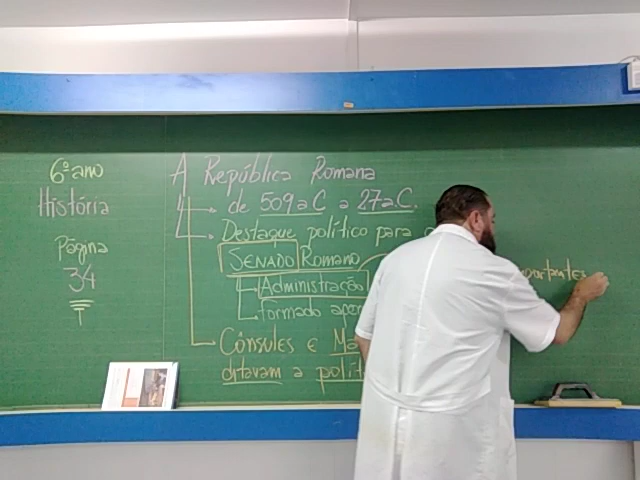 6º ano
História
Página
34
A República Romana
de 509 a.C a 27 a.C.
Destaque político para
SENADO Romano
Administração
formado
Cônsules e
ditavam a